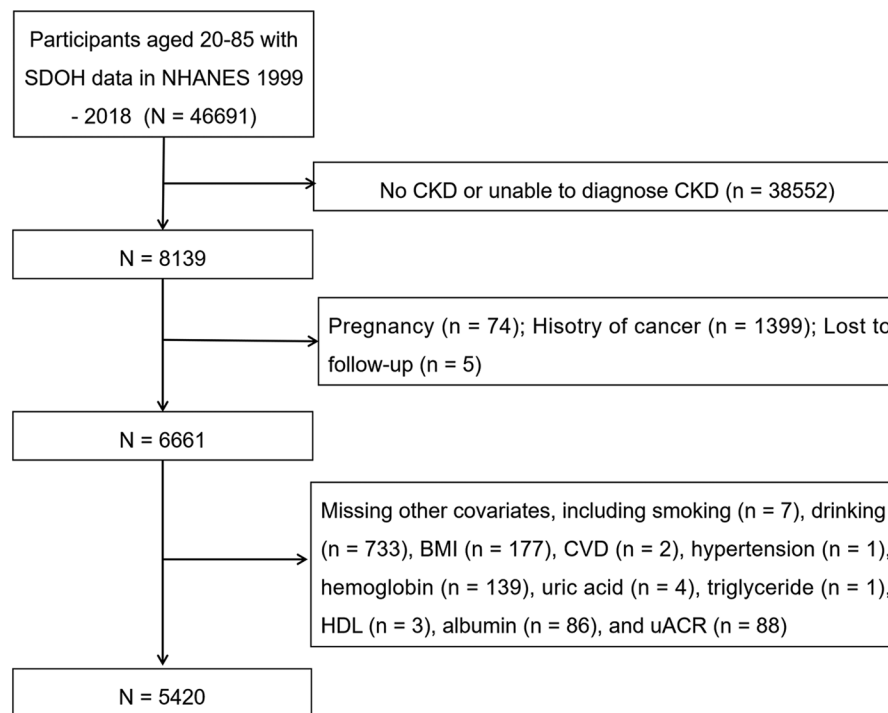 Participants aged 20-85 with
SDOH data in NHANES 1999
- 2018 (N = 46691)
No CKD or unable to diagnose CKD (n = 38552)
N = 8139
Pregnancy (n = 74); Hisotry of cancer (n = 1399); Lost to
follow-up (n = 5)
N = 6661
Missing other covariates, including smoking (n = 7), drinking
(n = 733), BMI (n = 177), CVD (n = 2), hypertension (n = 1),
hemoglobin (n = 139), uric acid (n = 4), triglyceride (n = 1),
HDL (n = 3), albumin (n = 86), and uACR (n = 88)
N = 5420